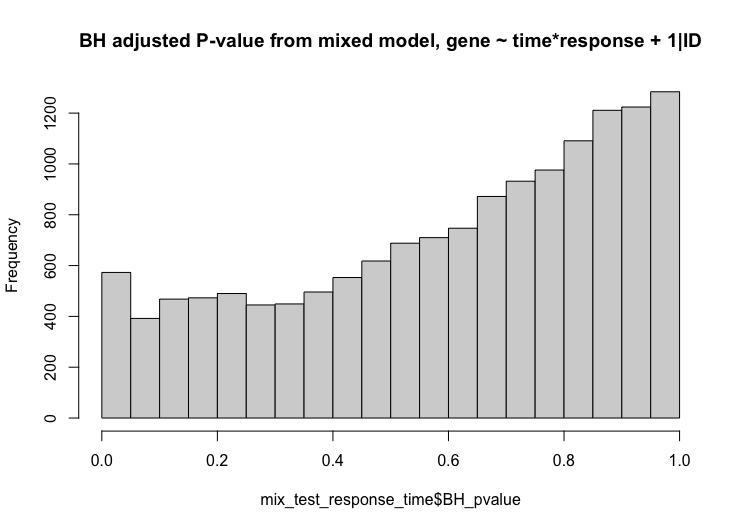 BH adjusted P-value from mixed model, gene ~ time*response + 1|ID
Frequency
1200
1000
800
600
400
200
0
0.0 0.2 0.4 0.6 0.8 1.0
mix_test_response_time$BH_pvalue